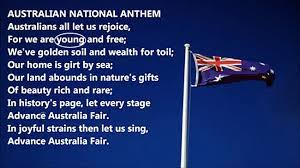 AUSTRALIAN NATIONAL ANTHEM
Australians all let us rejoice,
For we are young and free;
We've golden soil and wealth for toil;
Our home is girt by sea;
Our land abounds in nature's gifts
Of beauty rich and rare;
In history's page, let every stage
Advance Australia Fair.
In joyful strains then let us sing,
Advance Australia Fair.